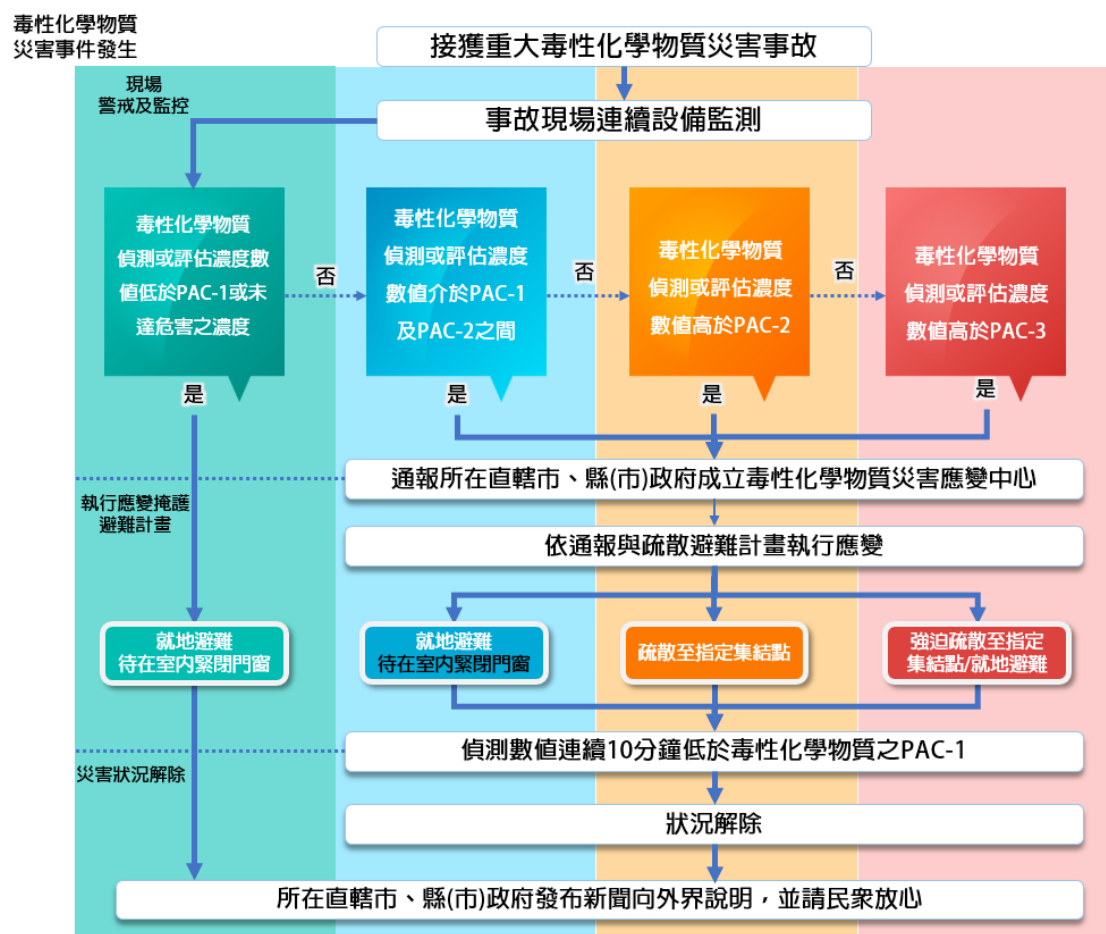 毒性化學物質
災害事件發生
接獲重大毒性化學物質災害事故
現場
警戒及監控
事故現場連續設備監測
毒性化學物質
偵測或評估濃度數
值低於PAC-1或未
達危害之濃度
否
毒性化學物質
偵測或評估濃度
數值介於PAC-1
及PAC-2之間
否
毒性化學物質
偵測或評估濃度
數值高於PAC-2
否
毒性化學物質
偵測或評估濃度
數值高於PAC-3
是
是
是
是
通報所在直轄市、縣(市)政府成立毒性化學物質災害應變中心
執行應變掩護
避難計畫
依通報與疏散避難計畫執行應變
就地避難
待在室内緊閉門窗
就地避難
待在室内緊閉門窗
疏散至指定集結點
強迫疏散至指定
集結點/就地避難
偵測數值連續10分鐘低於毒性化學物質之PAC-1
災害狀況解除
狀況解除
所在直轄市、縣(市)政府發布新聞向外界說明，並請民眾放心